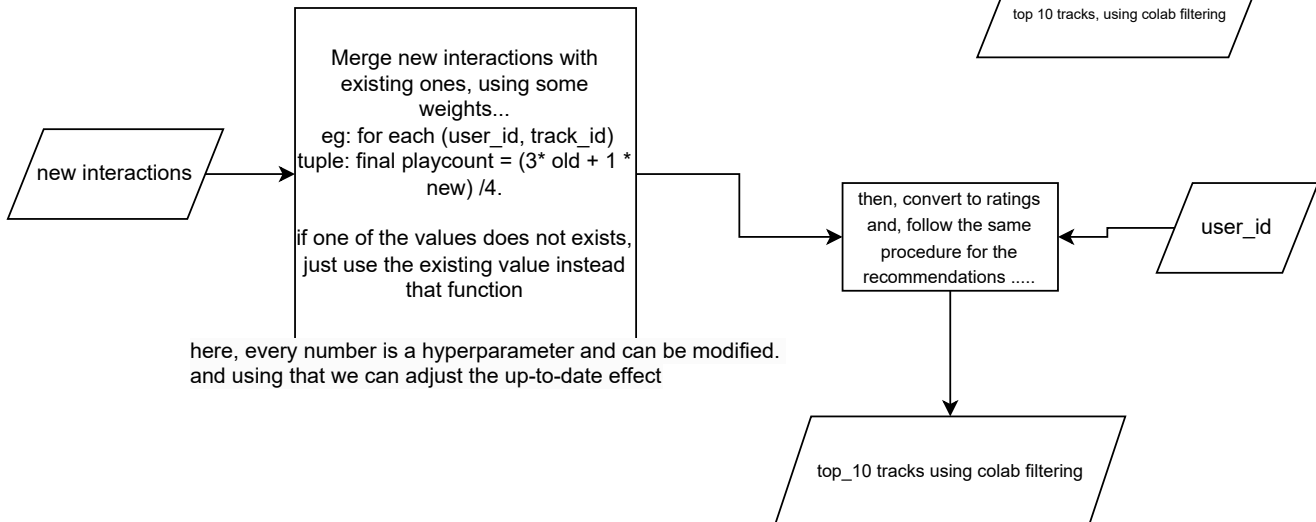 top 10 tracks, using colab filtering
Merge new interactions with
existing ones, using some
weights...
eg: for each (user_id, track_id)
tuple: final playcount = (3* old + 1 *
new) /4.
if one of the values does not exists,
just use the existing value instead
that function
new interactions
here, every number is a hyperparameter and can be modified.
and using that we can adjust the up-to-date effect
then, convert to ratings
and, follow the same
procedure for the
recommendations .....
user_id
top_10 tracks using colab filtering